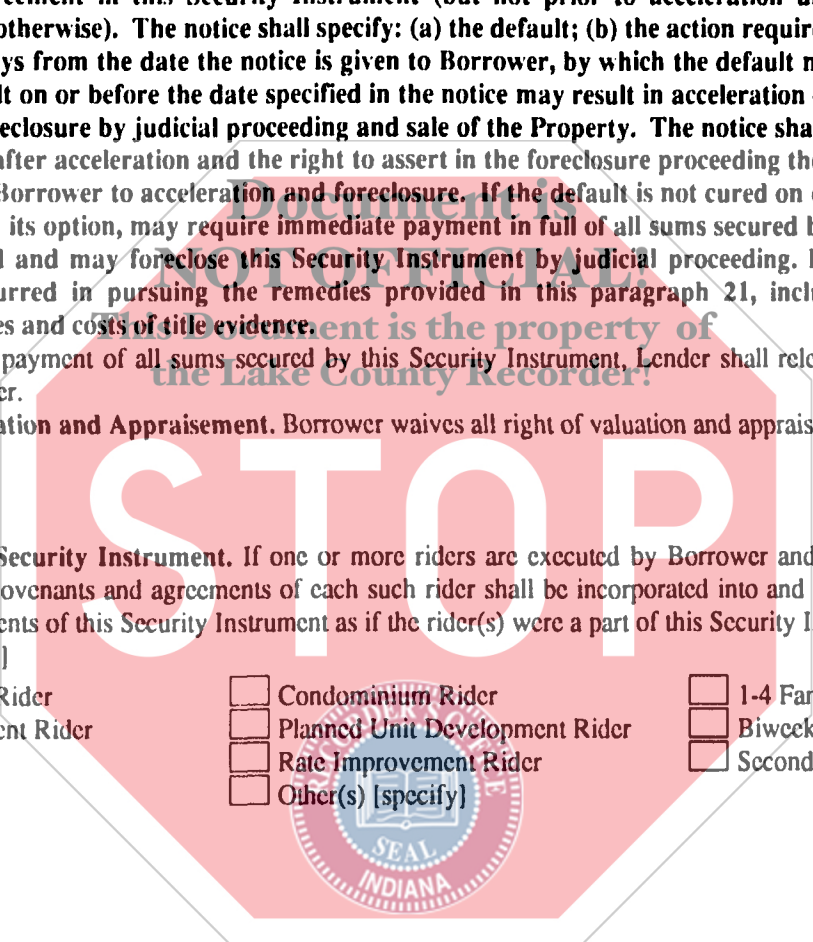 otherwise). The notice shall specify: (a) the default; (b) the action require
ys from the date the notice is given to Borrower, by which the default
lt on or before the date specified in the notice may result in acceleration
eclosure by judicial proceeding and sale of the Property. The notice sha
after acceleration and the right to assert in the foreclosure proceeding the
Borrower to acceleration and foreclosure. If the default is not cured on
Document is
its option, may require immediate payment in full of all sums secured b
and may foreclose this Security Instrument by judicial proceeding.
NOT OFFICIAL!
urred in pursuing the remedies provided in this paragraph 21, incl
es and costs of title evidence.
This Document is the property of
payment of all sums secured by this Security Instrument, Lender shall rele
the Lake County Recorder!
er.
ation and Appraisement. Borrower waives all right of valuation and apprais
STOP
Security Instrument. If one or more riders are executed by Borrower and
ovenants and agreements of each such rider shall be incorporated into and
ents of this Security Instrument as if the rider(s) were a part of this Security I
]
Rider Condominium Rider 1-4 Fam
ent Rider Planned Unit Development Rider Biweek
Rate Improvement Rider Second
Other(s) [specify]
RECORDER'S OFFICE
SEAL
INDIANA